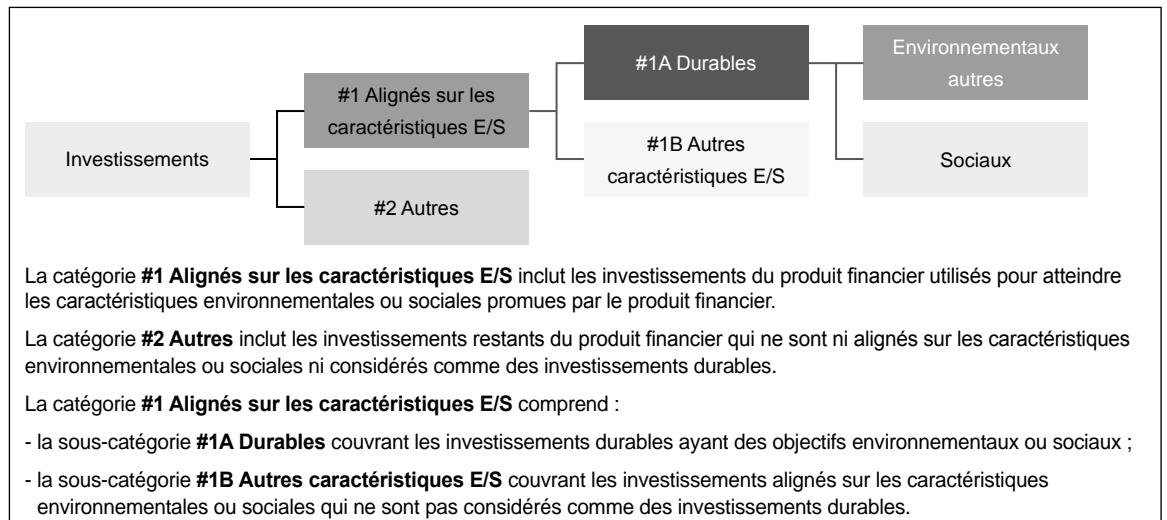 Investissements
#1 Alignés sur les
caractéristiques E/S
#2 Autres
#1A Durables
#1B Autres
caractéristiques E/S
Environnementaux
autres
Sociaux
La catégorie #1 Alignés sur les caractéristiques E/S inclut les investissements du produit financier utilisés pour atteindre
les caractéristiques environnementales ou sociales promues par le produit financier.
La catégorie #2 Autres inclut les investissements restants du produit financier qui ne sont ni alignés sur les caractéristiques
environnementales ou sociales ni considérés comme des investissements durables.
La catégorie #1 Alignés sur les caractéristiques E/S comprend :
- la sous-catégorie #1A Durables couvrant les investissements durables ayant des objectifs environnementaux ou sociaux ;
- la sous-catégorie #1B Autres caractéristiques E/S couvrant les investissements alignés sur les caractéristiques
environnementales ou sociales qui ne sont pas considérés comme des investissements durables.